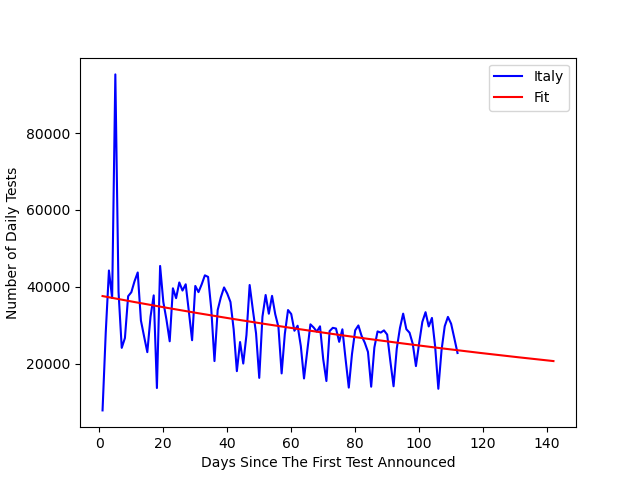 Italy
Fit
80000
60000
40000
20000
Number of Daily Tests
0 20 40 60 80 100 120 140
Days Since The First Test Announced